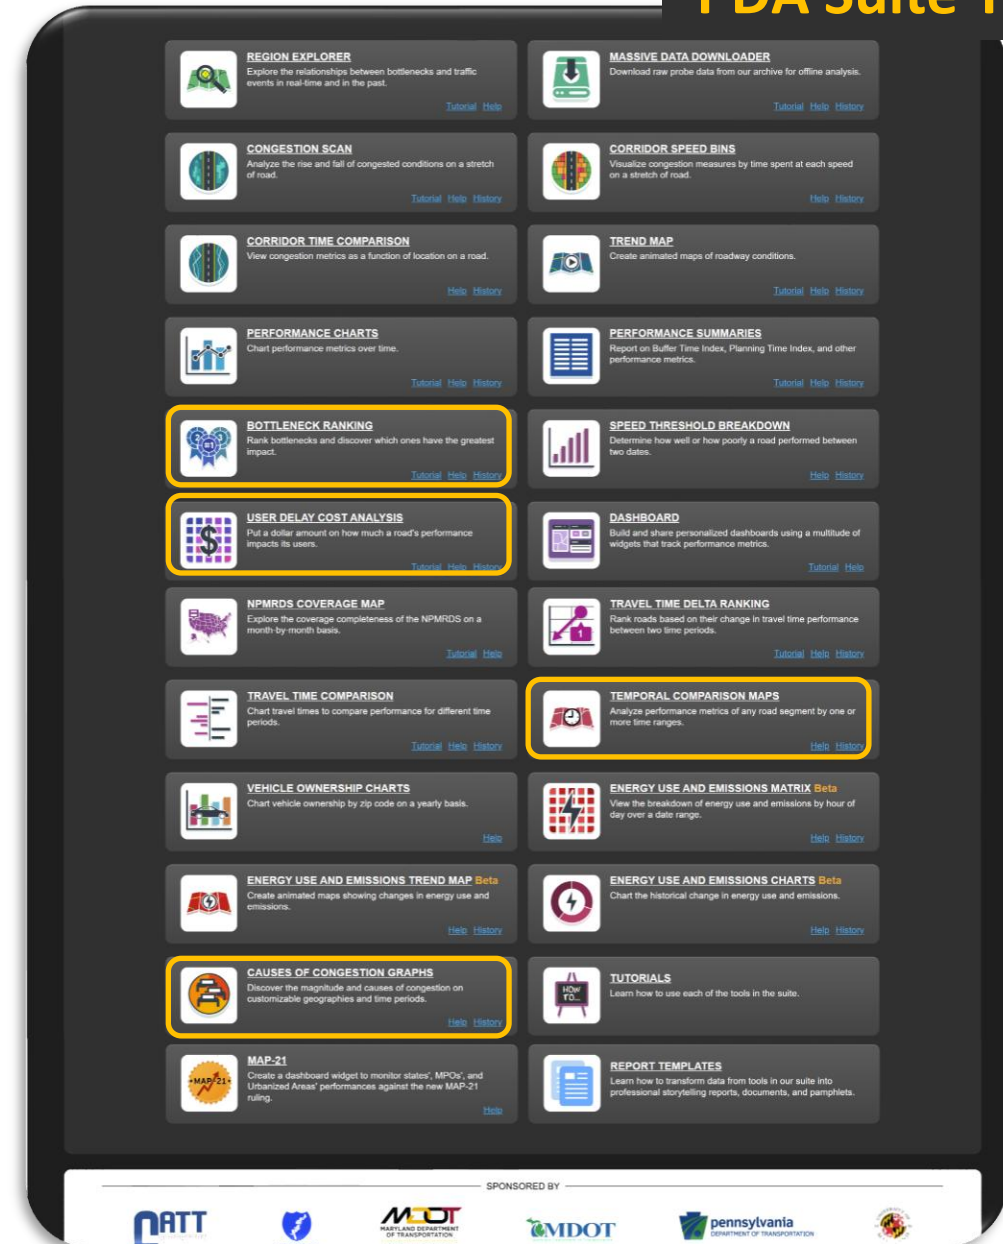 PDA Suite T
REGION EXPLORER
Explore the relationships between bottlenecks and traffic
events in real-time and in the past.
Tutorial Help
MASSIVE DATA DOWNLOADER
Download raw probe data from our archive for offline analysis.
Tutorial Help History
CONGESTION SCAN
Analyze the rise and fall of congested conditions on a stretch
of road.
Tutorial Help History
CORRIDOR SPEED BINS
Visualize congestion measures by time spent at each speed
on a stretch of road.
Help History
CORRIDOR TIME COMPARISON
View congestion metrics as a function of location on a road.
Help History
TREND MAP
Create animated maps of roadway conditions.
Tutorial Help History
PERFORMANCE CHARTS
Chart performance metrics over time.
Tutorial Help History
PERFORMANCE SUMMARIES
Report on Buffer Time Index, Planning Time Index, and other
performance metrics.
Tutorial Help History
2 #1 3
BOTTLENECK RANKING
Rank bottlenecks and discover which ones have the greatest
impact.
Tutorial Help History
SPEED THRESHOLD BREAKDOWN
Determine how well or how poorly a road performed between
two dates.
Help History
$
USER DELAY COST ANALYSIS
Put a dollar amount on how much a road's performance
impacts its users.
Tutorial Help History
DASHBOARD
Build and share personalized dashboards using a multitude of
widgets that track performance metrics.
Tutorial Help
NPMRDS COVERAGE MAP
Explore the coverage completeness of the NPMRDS on a
month-by-month basis.
Tutorial Help
1
TRAVEL TIME DELTA RANKING
Rank roads based on their change in travel time performance
between two time periods.
Tutorial Help History
TRAVEL TIME COMPARISON
Chart travel times to compare performance for different time
periods.
Tutorial Help History
TEMPORAL COMPARISON MAPS
Analyze performance metrics of any road segment by one or
more time ranges.
Help History
VEHICLE OWNERSHIP CHARTS
Chart vehicle ownership by zip code on a yearly basis.
Help
ENERGY USE AND EMISSIONS MATRIX Beta
View the breakdown of energy use and emissions by hour of
day over a date range.
Help History
ENERGY USE AND EMISSIONS TREND MAP Beta
Create animated maps showing changes in energy use and
emissions.
Help History
ENERGY USE AND EMISSIONS CHARTS Beta
Chart the historical change in energy use and emissions.
Help History
CAUSES OF CONGESTION GRAPHS
Discover the magnitude and causes of congestion on
customizable geographies and time periods.
Help History
HOW
TO...
TUTORIALS
Learn how to use each of the tools in the suite.
MAP-21
MAP-21
Create a dashboard widget to monitor states', MPOs', and
Urbanized Areas' performances against the new MAP-21
ruling.
Help
REPORT TEMPLATES
Learn how to transform data from tools in our suite into
professional storytelling reports, documents, and pamphlets.
SPONSORED BY
CATT
MDOT
MARYLAND DEPARTMENT
OF TRANSPORTATION
MDOT
pennsylvania
DEPARTMENT OF TRANSPORTATION